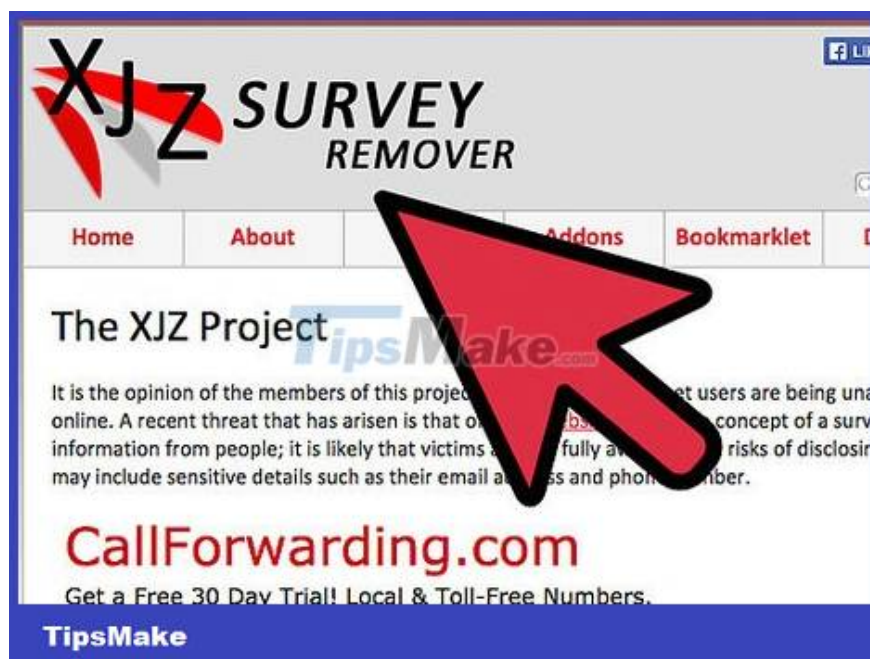 XJZ SURVEY
REMOVER
Home About Addons Bookmarklet
The XJZ Project
TipsMake.com
It is the opinion of the members of this projec et users are being una
online. A recent threat that has arisen is that o concept of a surv
information from people; it is likely that victims fully risks of disclosin
may include sensitive details such as their email a ss and phon mber.
CallForwarding.com
Get a Free 30 Day Trial! Local & Toll-Free Numbers.
TipsMake